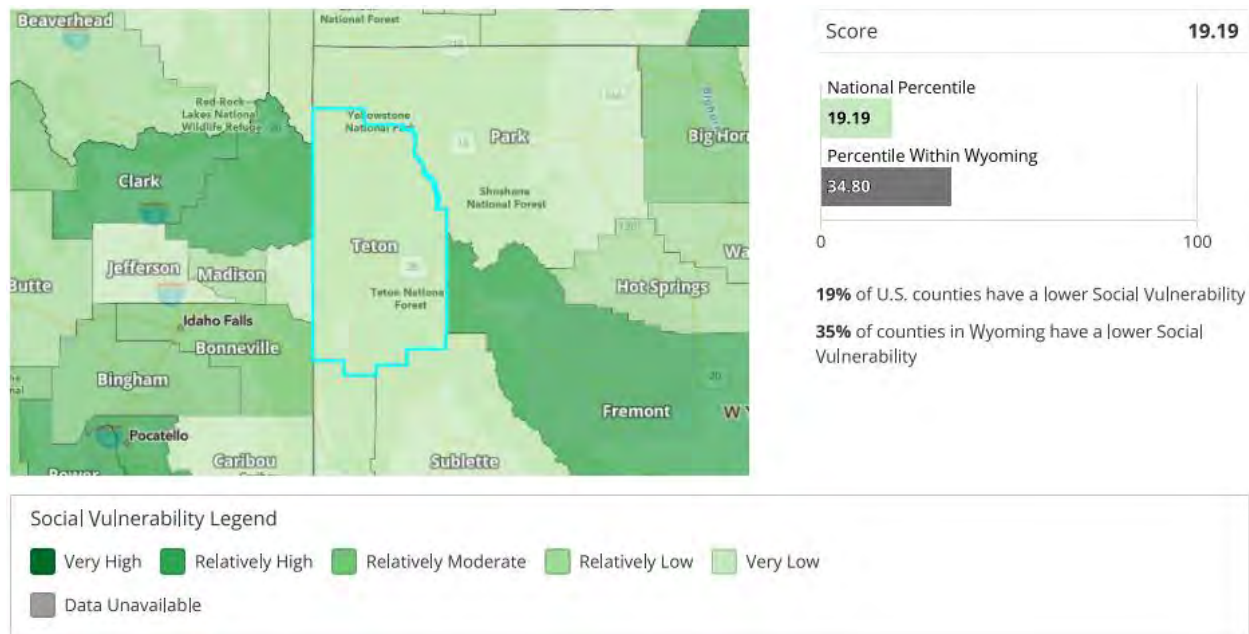 Beaverhead
National Forest
Score 19.19
Red-Rock
Lakes National
Wildlife Refuge
Yellowstone
National Park
Park
Big Horn
Clark
Shoshone
National Forest
Teton
Jefferson
Madison
Butte
Teton National
Forest
Hot Springs
Wa
Idaho Falls
Bonneville
Bingham
20
Fremont
W
Pocatello
Caribou
Sublette
Power
National Percentile
19.19
Percentile Within Wyoming
34.80
0 100
19% of U.S. counties have a lower Social Vulnerability
35% of counties in Wyoming have a lower Social
Vulnerability
Social Vulnerability Legend
Very High Relatively High Relatively Moderate Relatively Low Very Low
Data Unavailable